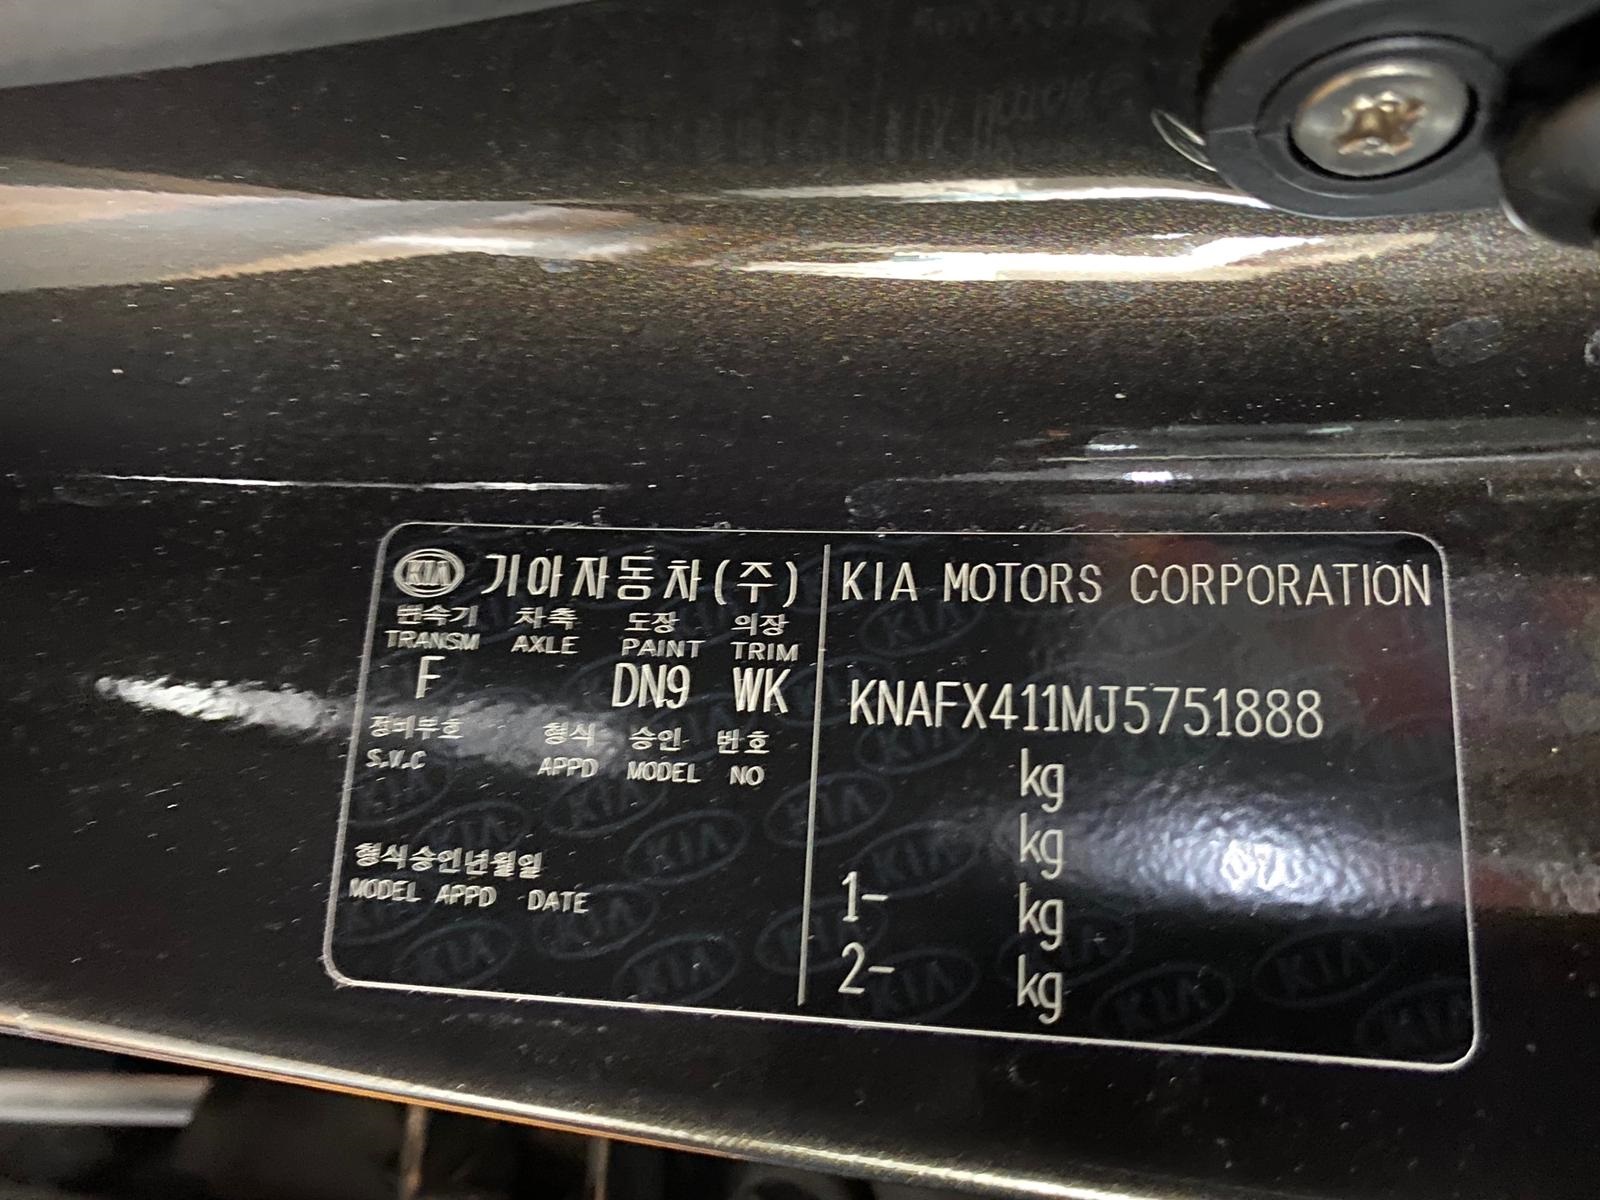 KIA 기아자동차(주)
변속기 차축 도장 의장
TRANSM AXLE PAINT TRIM
F DN9 WK
정비부호 형식 승인 번호
S.V.C APPD MODEL NO
형식승인년월일
MODEL APPD DATE
KIA MOTORS CORPORATION
KNAFX411MJ5751888
kg
kg
1- kg
2- kg